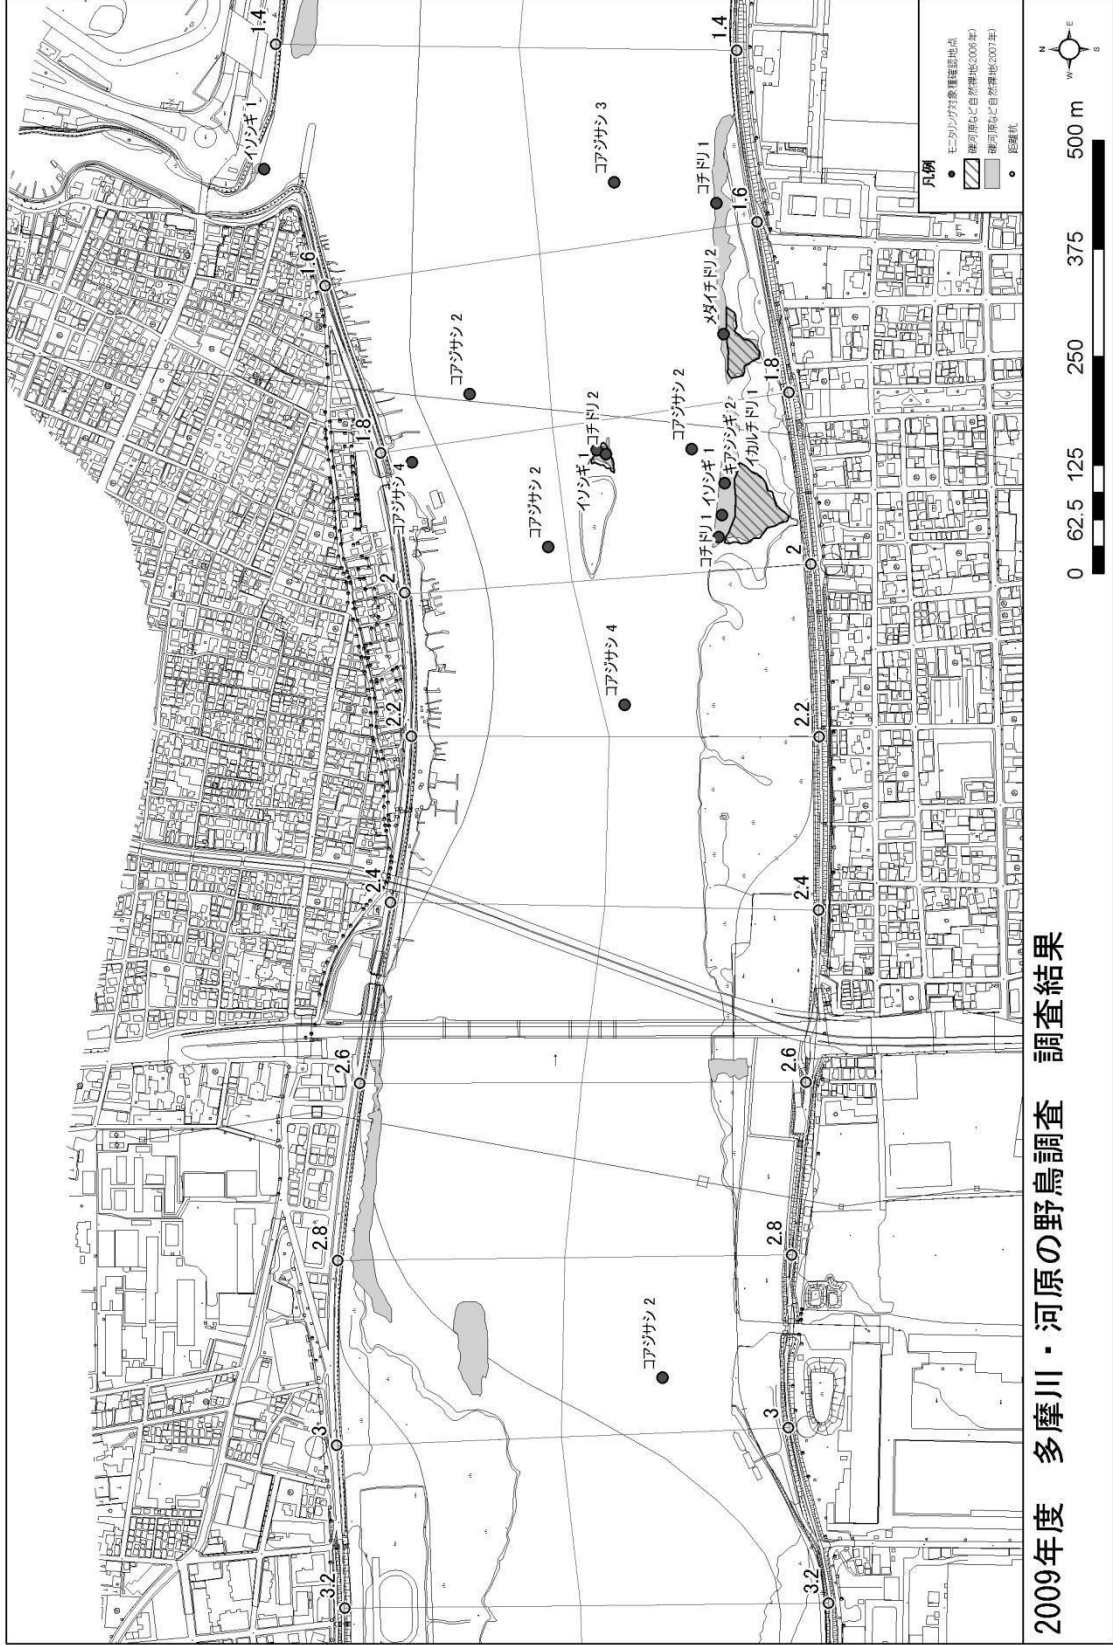 2009年度 多摩川・河原の野鳥調査 調査結果
1.4
イソシギ 1
1.6
1.8
コアジサシ 4
2
2.2
2.4
2.6
2.8
3
3.2
コアジサシ 3
コアジサシ 2
コアジサシ 2
イソシギ 1
コチドリ 2
コアジサシ 2
コアジサシ 4
コアジサシ 2
コチドリ 1
メダイチドリ 2
コチドリ 1
イソシギ 1
キアシシギ 2
イカルチドリ 1
1.4
1.6
1.8
2
2.2
2.4
2.6
2.8
3
3.2
凡例
モニタリング対象種確認地点
礫河原など自然裸地(2006年)
礫河原など自然裸地(2007年)
距離杭
0 62.5 125 250 375 500 m
N
W E
S